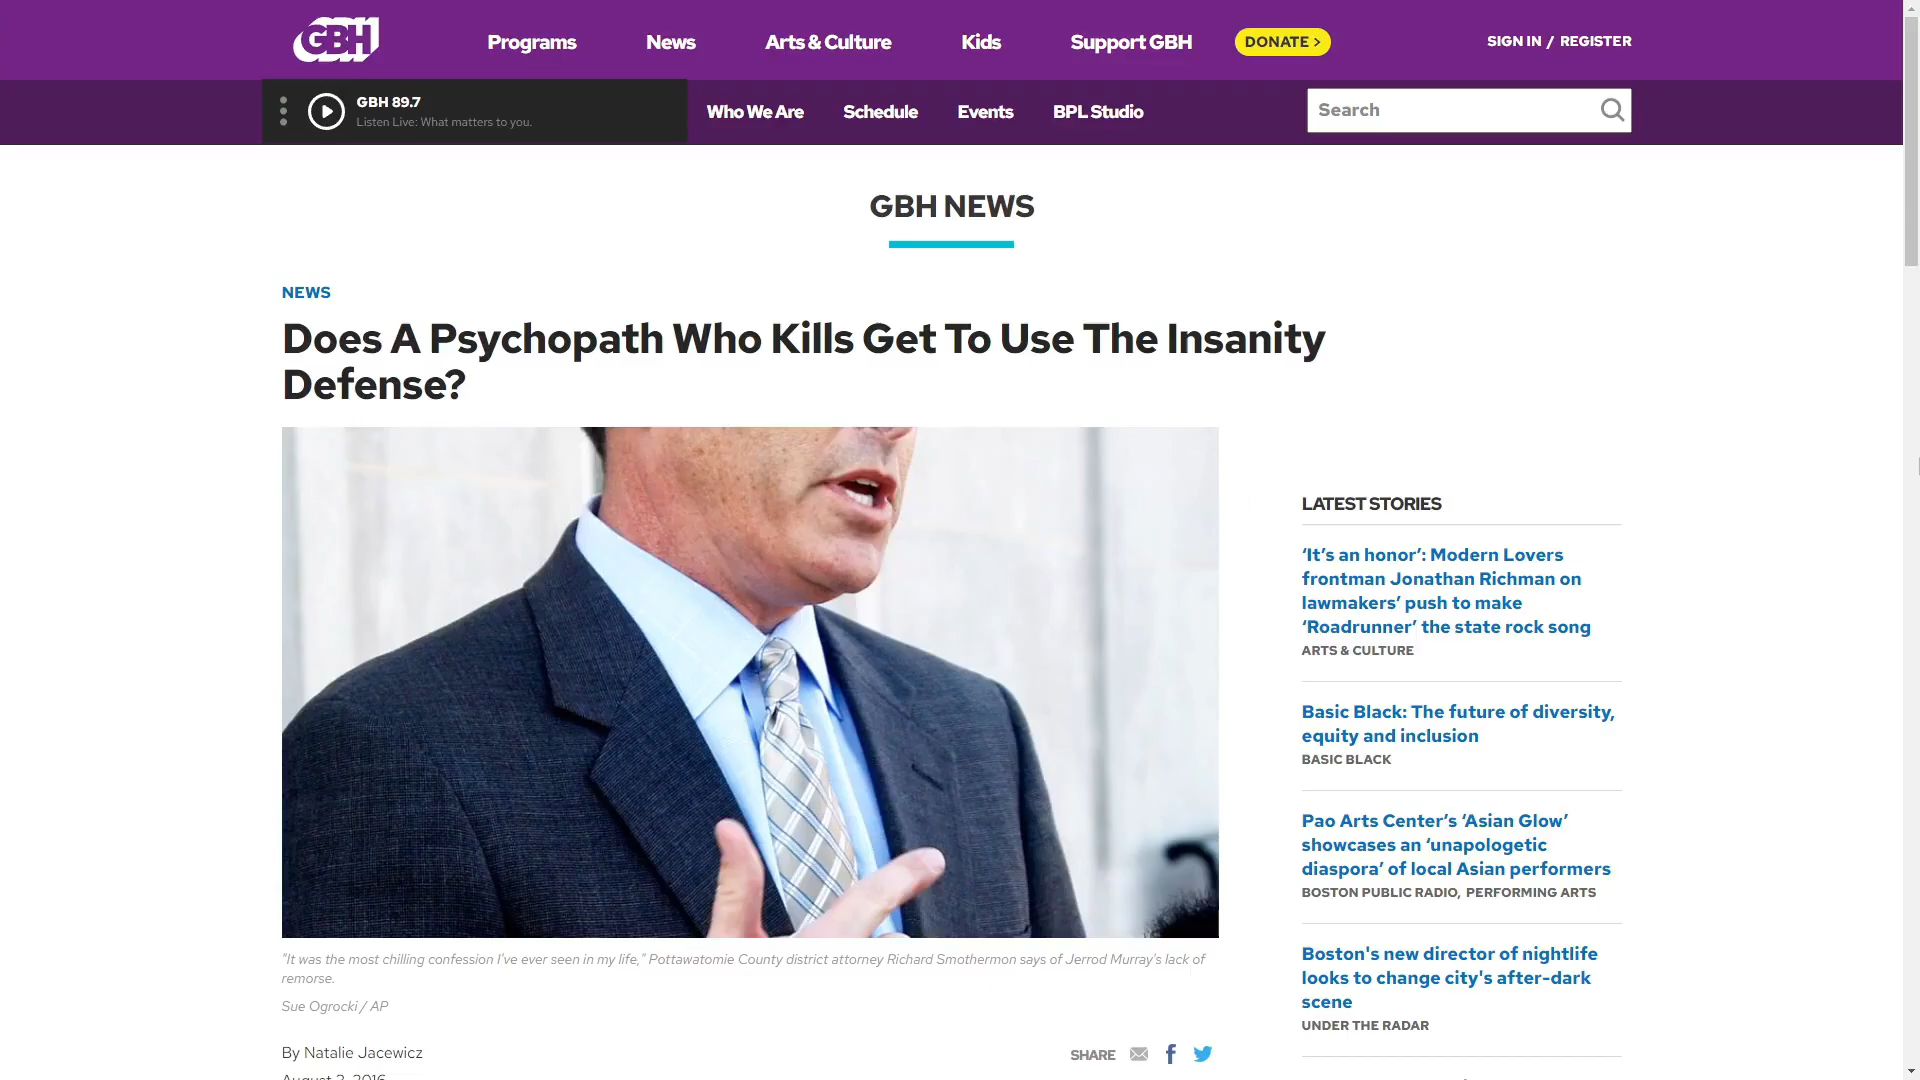 GBH
Programs
News
Arts & Culture
Kids
Support GBH
DONATE >
SIGN IN / REGISTER
GBH 89.7
Listen Live: What matters to you.
Who We Are
Schedule
Events
BPL Studio
Search
GBH NEWS
NEWS
Does A Psychopath Who Kills Get To Use The Insanity
Defense?
"It was the most chilling confession I've ever seen in my life," Pottawatomie County district attorney Richard Smothermon says of Jerrod Murray's lack of
remorse.
Sue Ogrocki / AP
By Natalie Jacewicz
August 2, 2016
SHARE
LATEST STORIES
‘It’s an honor’: Modern Lovers
frontman Jonathan Richman on
lawmakers’ push to make
‘Roadrunner’ the state rock song
ARTS & CULTURE
Basic Black: The future of diversity,
equity and inclusion
BASIC BLACK
Pao Arts Center’s ‘Asian Glow’
showcases an ‘unapologetic
diaspora’ of local Asian performers
BOSTON PUBLIC RADIO, PERFORMING ARTS
Boston's new director of nightlife
looks to change city's after-dark
scene
UNDER THE RADAR